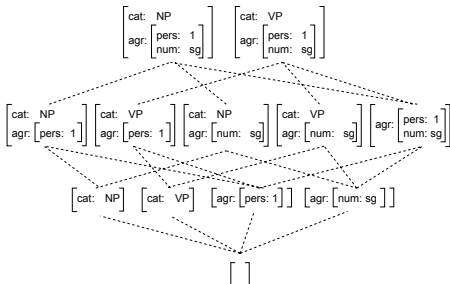 cat: NP cat: VP
agr: [pers: 1 num: sg] agr: [pers: 1 num: sg]
cat: NP cat: VP cat: NP cat: VP
agr: [pers: 1] agr: [pers: 1] agr: [num: sg] agr: [num: sg] agr: [pers: 1 num: sg]
[cat: NP] [cat: VP] [agr: [pers: 1]] [agr: [num: sg]]
[ ]